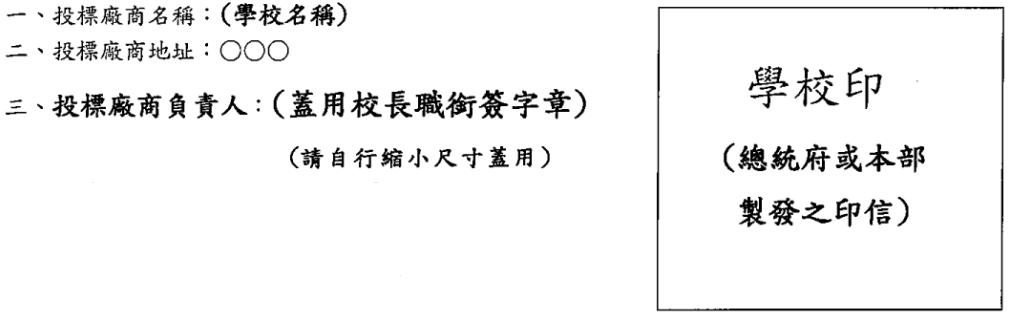 一、投標廠商名稱：(學校名稱)
二、投標廠商地址：○○○
三、投標廠商負責人：(蓋用校長職銜簽字章)
(請自行縮小尺寸蓋用)
學校印
(總統府或本部
製發之印信)